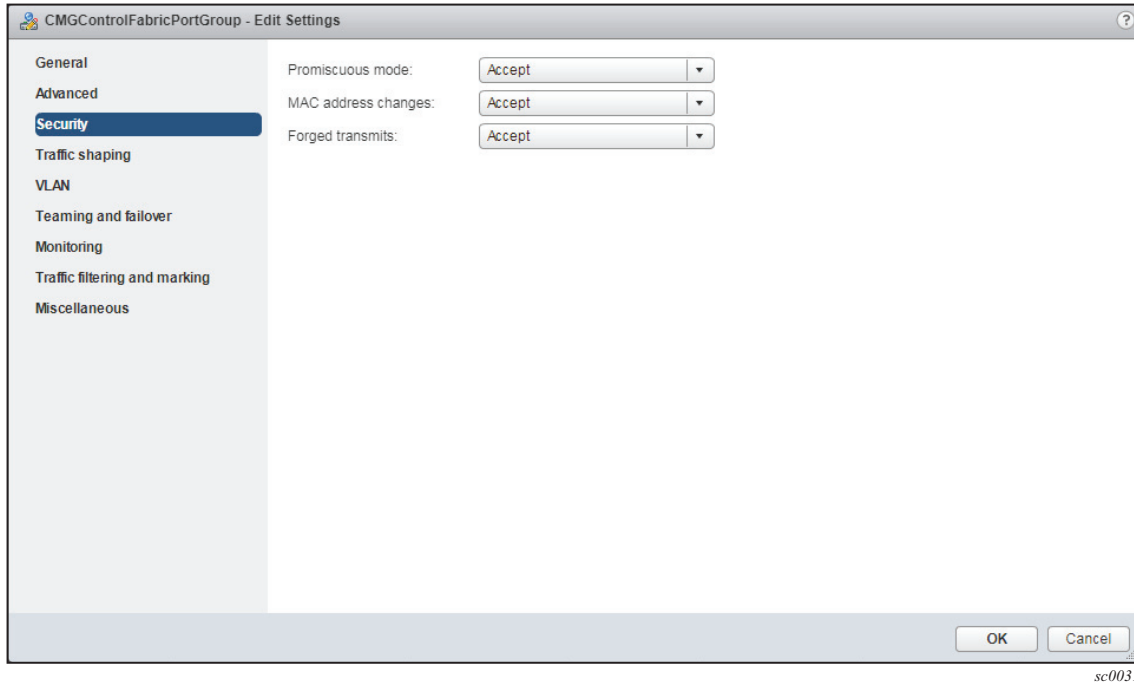 CMGControlFabricPortGroup - Edit Settings ?
General
Advanced
Security
Traffic shaping
VLAN
Teaming and failover
Monitoring
Traffic filtering and marking
Miscellaneous
Promiscuous mode: Accept
MAC address changes: Accept
Forged transmits: Accept
OK Cancel